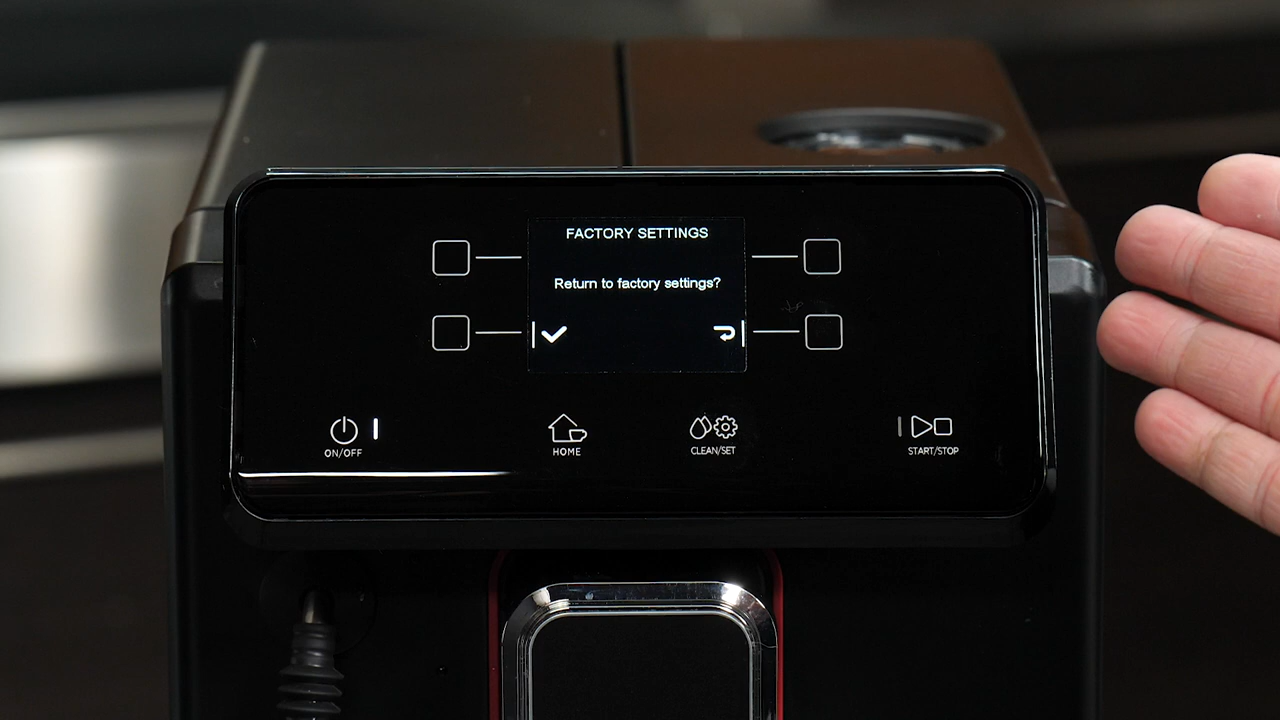 FACTORY SETTINGS
Return to factory settings?
ON/OFF
HOME
CLEAN/SET
START/STOP